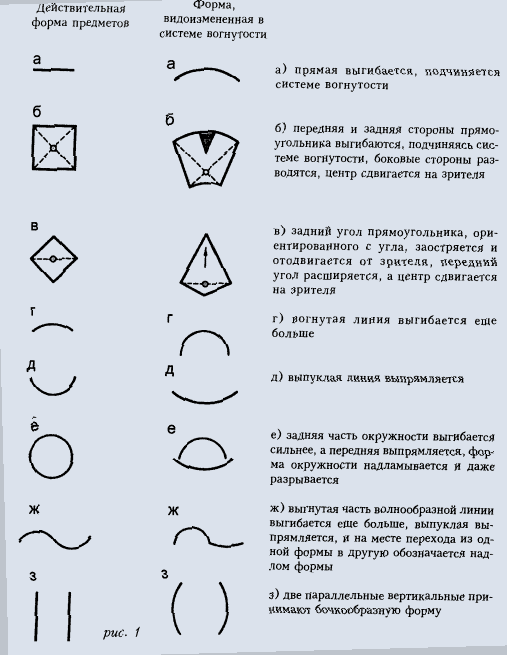 Действительная
форма предметов
Форма,
видоизмененная в
системе вогнутости
а
а
а) прямая выгибается, подчиняется
системе вогнутости
б
б
б) передняя и задняя стороны прямо-
угольника выгибаются, подчиняясь сис-
теме вогнутости, боковые стороны раз-
водятся, центр сдвигается на зрителя
в
в) задний угол прямоугольника, ори-
ентированного с угла, заостряется и
отодвигается от зрителя, передний
угол расширяется, а центр сдвигается
на зрителя
г
г
г) вогнутая линия выгибается еще
больше
д
д
д) выпуклая линия выпрямляется
е
е
е) задняя часть окружности выгибается
сильнее, а передняя выпрямляется, фор-
ма окружности надламывается и даже
разрывается
ж
ж
ж) выгнутая часть волнообразной линии
выгибается еще больше, выпуклая вы-
прямляется, и на месте перехода из од-
ной формы в другую обозначается над-
лом формы
з
з
з) две параллельные вертикальные при-
нимают бочкообразную форму
рис. 1